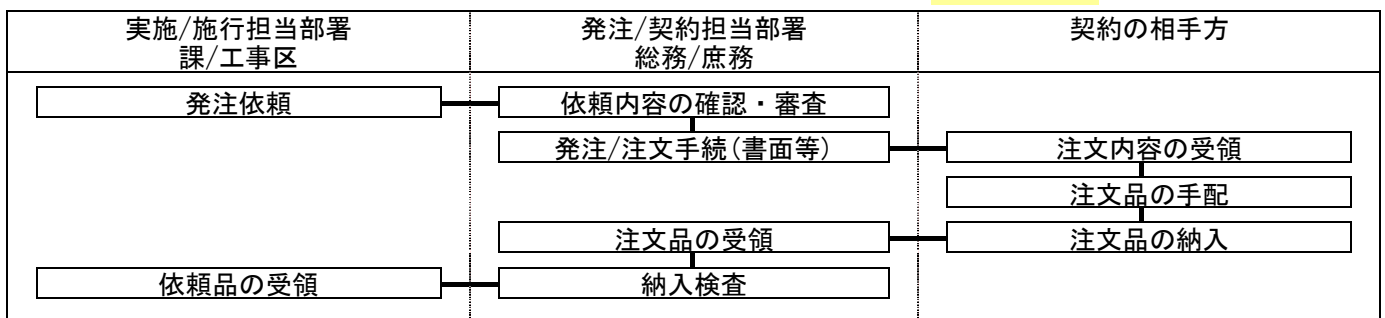 実施/施行担当部署
課/工事区
発注/契約担当部署
総務/庶務
契約の相手方
発注依頼
依頼内容の確認・審査
発注/注文手続(書面等)
注文内容の受領
注文品の手配
注文品の受領
注文品の納入
依頼品の受領
納入検査